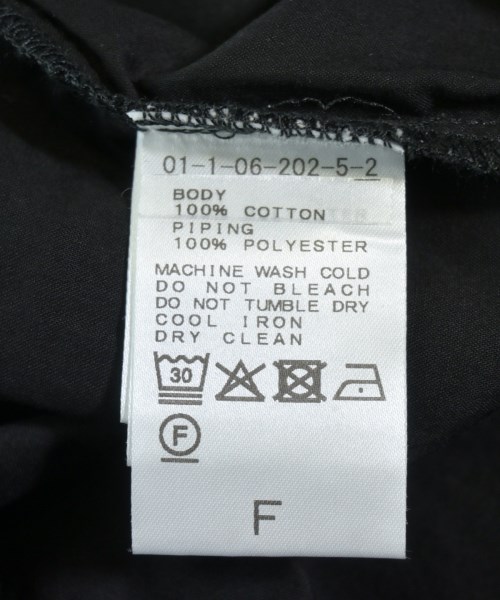 01-1-06-202-5-2
BODY
100% COTTON
PIPING
100% POLYESTER
MACHINE WASH COLD
DO NOT BLEACH
DO NOT TUMBLE DRY
COOL IRON
DRY CLEAN
30
F
F